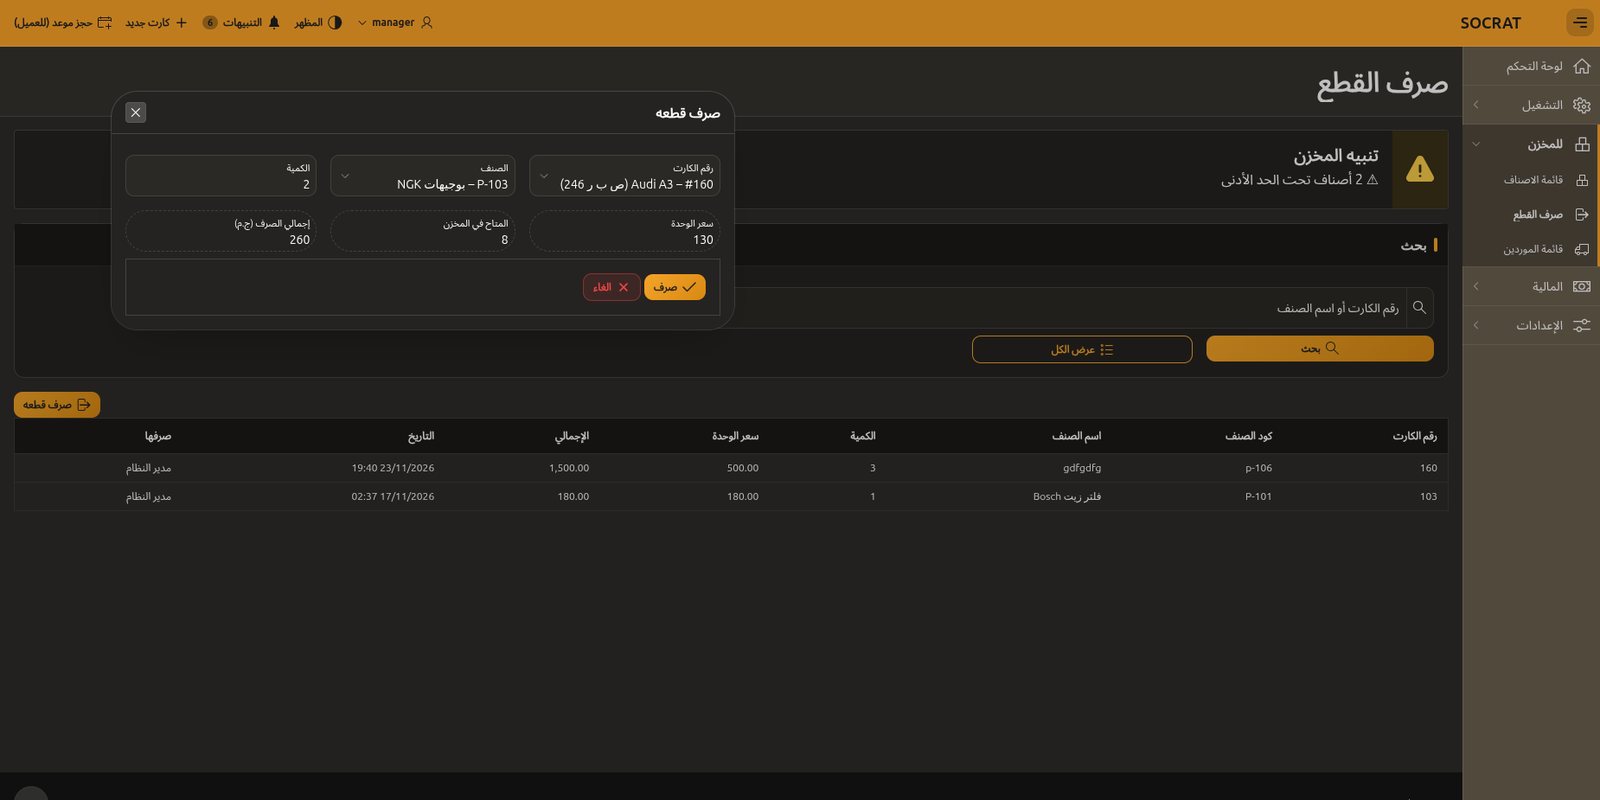 SOCRAT
manager
المظهر
التنبيهات 6
كارت جديد
حجز موعد (للعميل)
لوحة التحكم
التشغيل
للمخزن
قائمة الاصناف
صرف القطع
قائمة الموردين
المالية
الإعدادات
صرف القطع
تنبيه المخزن
⚠ 2 أصناف تحت الحد الأدنى
بحث
رقم الكارت أو اسم الصنف
بحث
عرض الكل
صرف قطعه
رقم الكارت
#160 – Audi A3 (ص ب ر 246)
الصنف
P-103 – بوجيهات NGK
الكمية
2
سعر الوحدة
130
المتاح في المخزن
8
إجمالي الصرف (ج.م)
260
صرف
الغاء
صرف قطعه
رقم الكارت كود الصنف اسم الصنف الكمية سعر الوحدة الإجمالي التاريخ صرفها
160 p-106 gdfgdfg 3 500.00 1,500.00 23/11/2026 19:40 مدير النظام
103 P-101 فلتر زيت Bosch 1 180.00 180.00 17/11/2026 02:37 مدير النظام